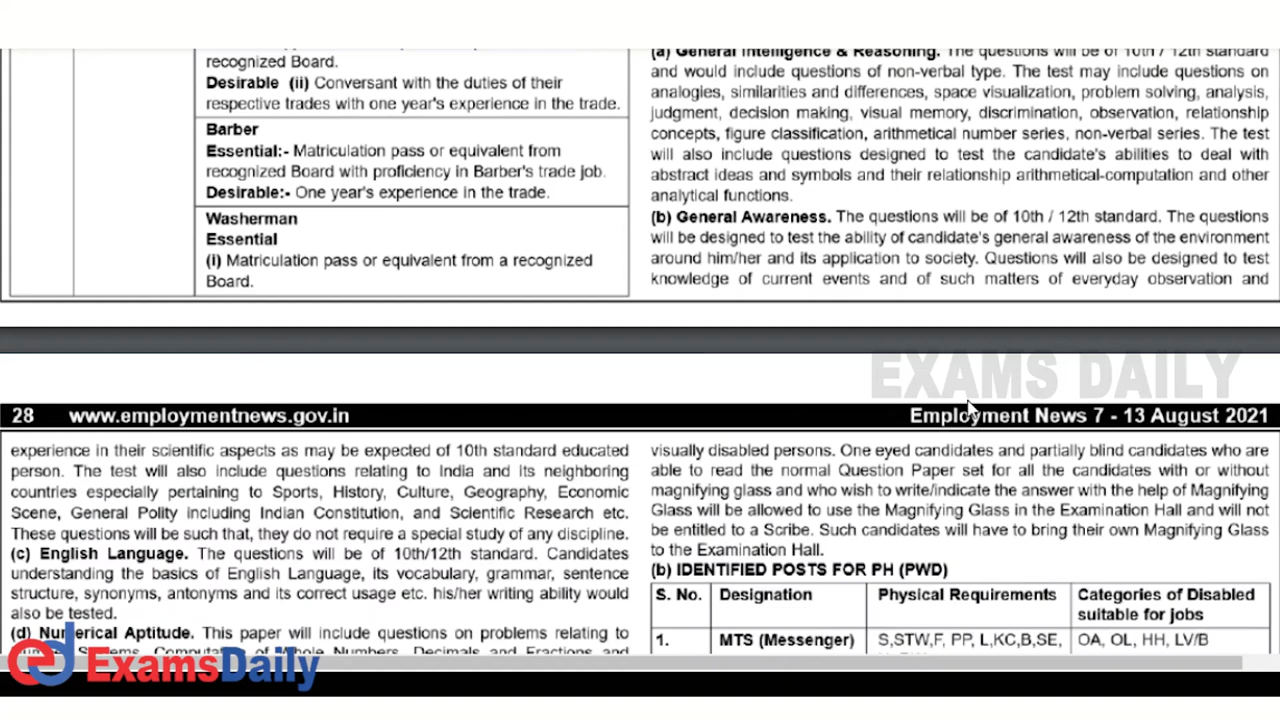 recognized Board.
Desirable (ii) Conversant with the duties of their
respective trades with one year's experience in the trade.
Barber
Essential:- Matriculation pass or equivalent from
recognized Board with proficiency in Barber's trade job.
Desirable:- One year's experience in the trade.
Washerman
Essential
(i) Matriculation pass or equivalent from a recognized
Board.
(a) General Intelligence & Reasoning. The questions will be of 10th / 12th standard
and would include questions of non-verbal type. The test may include questions on
analogies, similarities and differences, space visualization, problem solving, analysis,
judgment, decision making, visual memory, discrimination, observation, relationship
concepts, figure classification, arithmetical number series, non-verbal series. The test
will also include questions designed to test the candidate's abilities to deal with
abstract ideas and symbols and their relationship arithmetical-computation and other
analytical functions.
(b) General Awareness. The questions will be of 10th / 12th standard. The questions
will be designed to test the ability of candidate's general awareness of the environment
around him/her and its application to society. Questions will also be designed to test
knowledge of current events and of such matters of everyday observation and
EXAMS DAILY
28 www.employmentnews.gov.in Employment News 7 - 13 August 2021
experience in their scientific aspects as may be expected of 10th standard educated
person. The test will also include questions relating to India and its neighboring
countries especially pertaining to Sports, History, Culture, Geography, Economic
Scene, General Polity including Indian Constitution, and Scientific Research etc.
These questions will be such that, they do not require a special study of any discipline.
(c) English Language. The questions will be of 10th/12th standard. Candidates
understanding the basics of English Language, its vocabulary, grammar, sentence
structure, synonyms, antonyms and its correct usage etc. his/her writing ability would
also be tested.
(d) Numerical Aptitude. This paper will include questions on problems relating to
Whole Numbers, Decimals and Fractions and
visually disabled persons. One eyed candidates and partially blind candidates who are
able to read the normal Question Paper set for all the candidates with or without
magnifying glass and who wish to write/indicate the answer with the help of Magnifying
Glass will be allowed to use the Magnifying Glass in the Examination Hall and will not
be entitled to a Scribe. Such candidates will have to bring their own Magnifying Glass
to the Examination Hall.
(b) IDENTIFIED POSTS FOR PH (PWD)
S. No. Designation Physical Requirements Categories of Disabled
suitable for jobs
1. MTS (Messenger) S,STW,F, PP, L,KC,B,SE, OA, OL, HH, LV/B
ExamsDaily